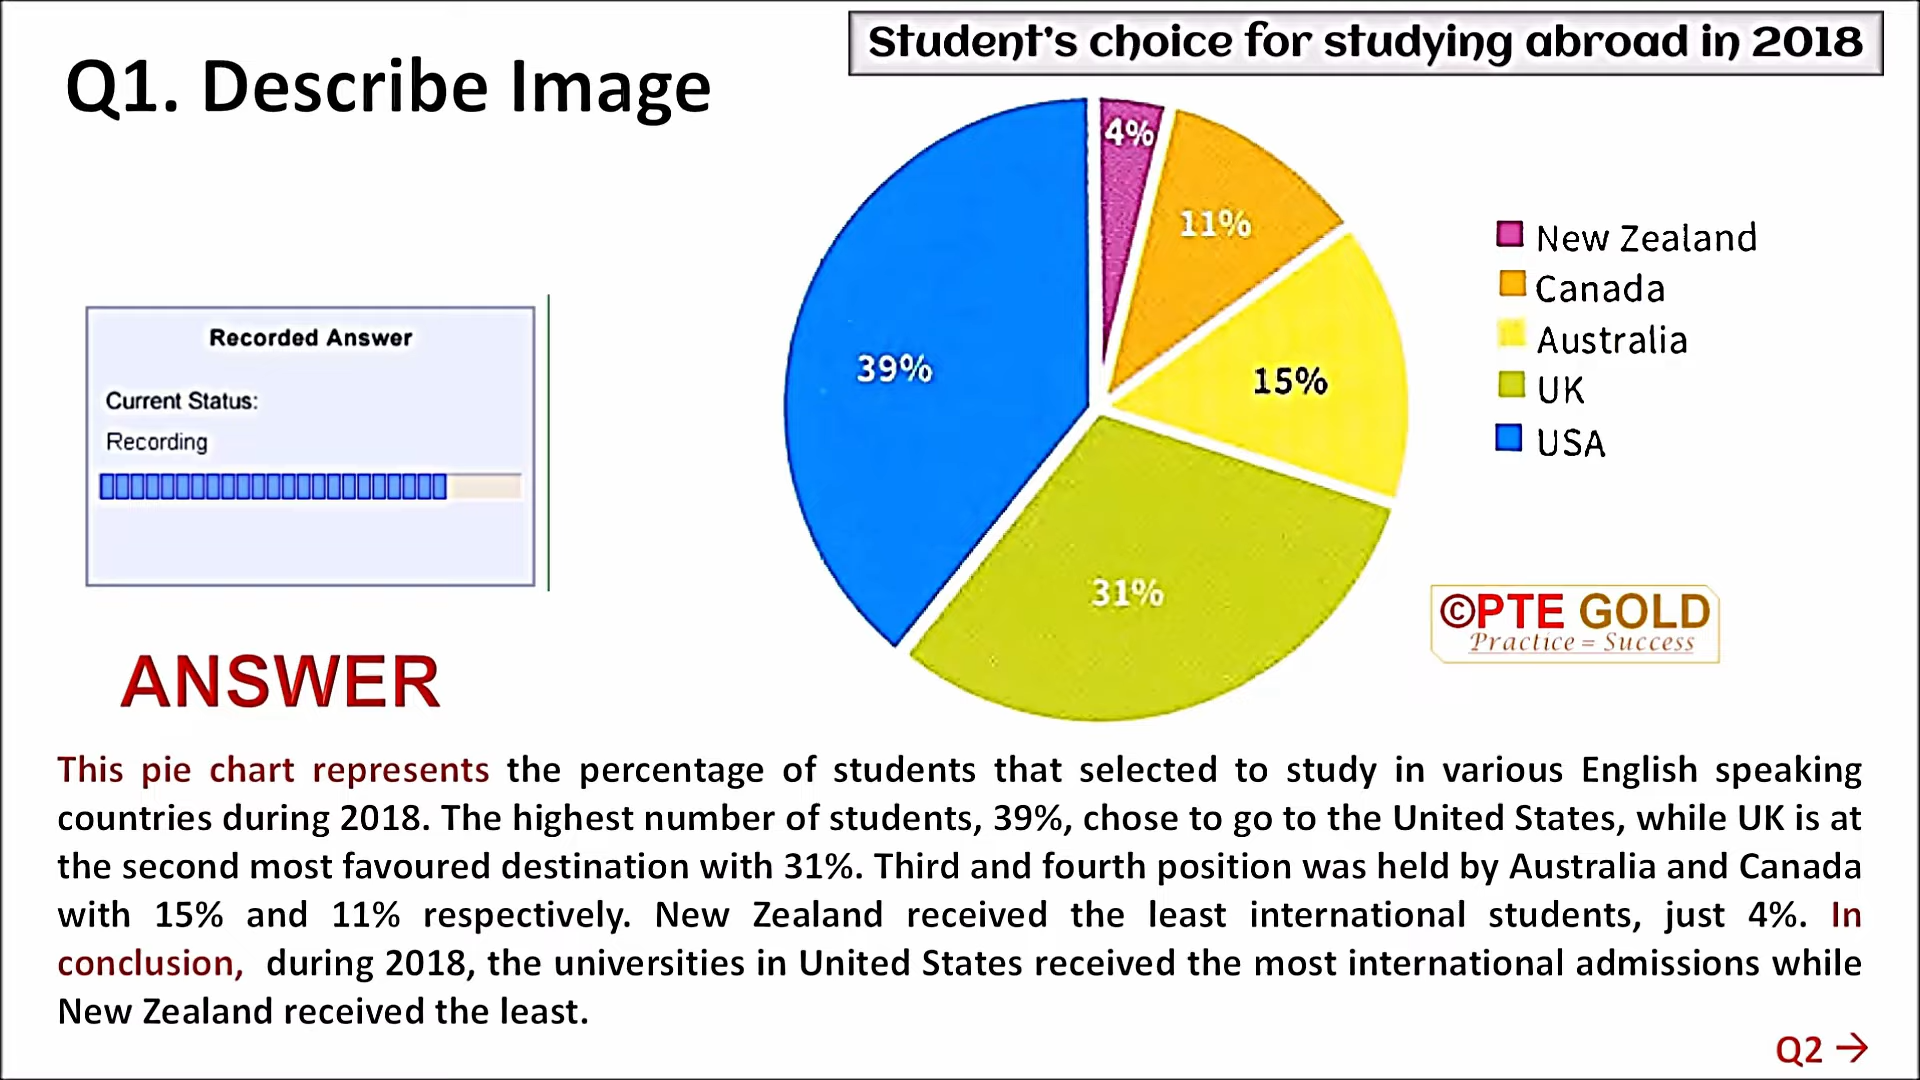 Student's choice for studying abroad in 2018
Q1. Describe Image
4%
11%
39%
15%
31%
New Zealand
Canada
Australia
UK
USA
Recorded Answer
Current Status:
Recording
©PTE GOLD
Practice = Success
ANSWER
This pie chart represents the percentage of students that selected to study in various English speaking
countries during 2018. The highest number of students, 39%, chose to go to the United States, while UK is at
the second most favoured destination with 31%. Third and fourth position was held by Australia and Canada
with 15% and 11% respectively. New Zealand received the least international students, just 4%. In
conclusion, during 2018, the universities in United States received the most international admissions while
New Zealand received the least.
Q2 →